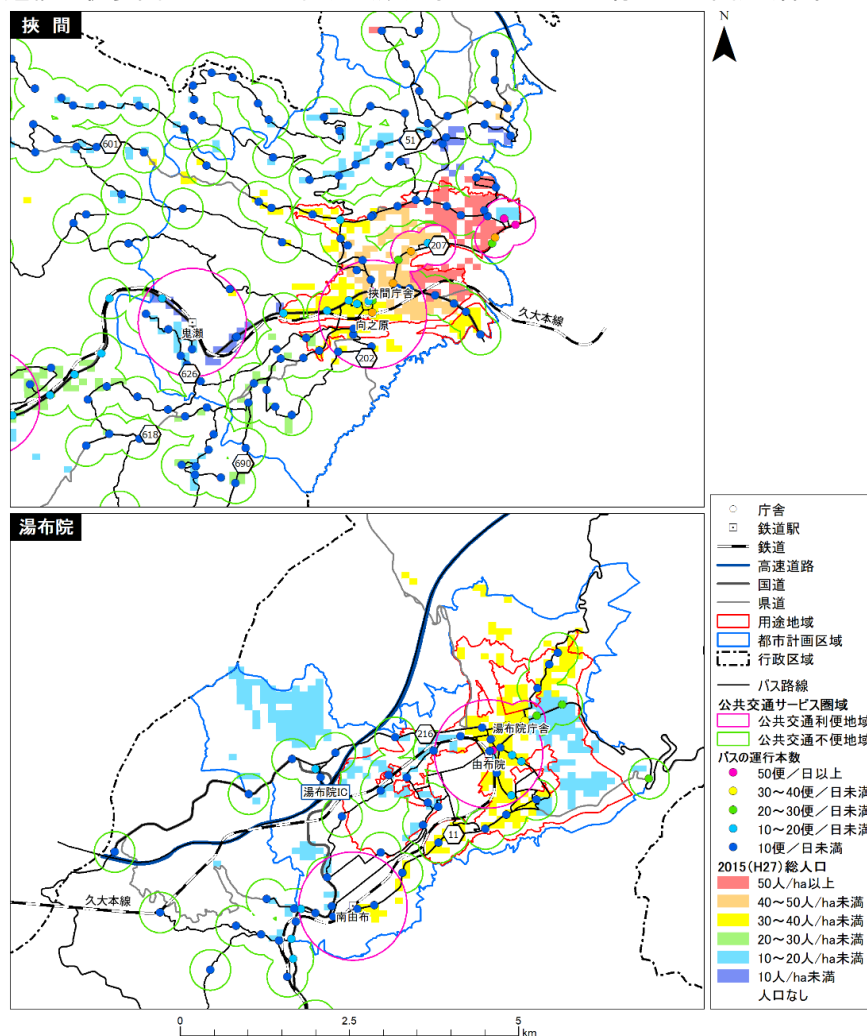 挾 間
N
601
51
207
挾間庁舎
久大本線
向之原
鬼瀬
202
626
618
690
湯布院
216
湯布院庁舎
由布院
湯布院IC
11
久大本線
南由布
庁舎
鉄道駅
鉄道
高速道路
国道
県道
用途地域
都市計画区域
行政区域
バス路線
公共交通サービス圏域
公共交通利便地域
公共交通不便地域
バスの運行本数
50便/日以上
30~40便/日未満
20~30便/日未満
10~20便/日未満
10便/日未満
2015(H27)総人口
50人/ha以上
40~50人/ha未満
30~40人/ha未満
20~30人/ha未満
10~20人/ha未満
10人/ha未満
人口なし
0 2.5 5
km